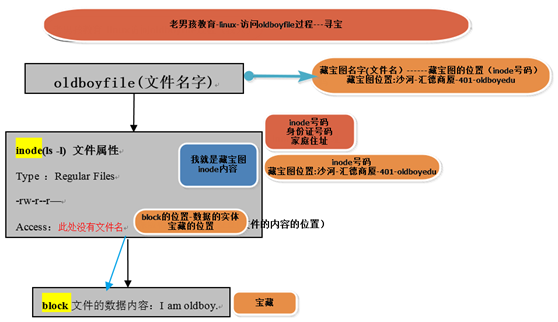 老男孩教育-linux-访问oldboyfile过程---寻宝
oldboyfile(文件名字)
藏宝图名字(文件名）------藏宝图的位置（inode号码）
藏宝图位置:沙河-汇德商厦-401-oldboyedu
inode(ls -l) 文件属性
Type ：Regular Files
-rw-r--r—
Access：此处没有文件名
我就是藏宝图
inode内容
inode号码
身份证号码
家庭住址
inode号码
藏宝图位置:沙河-汇德商厦-401-oldboyedu
block的位置-数据的实体
宝藏的位置
件的内容的位置）
block 文件的数据内容：I am oldboy.
宝藏